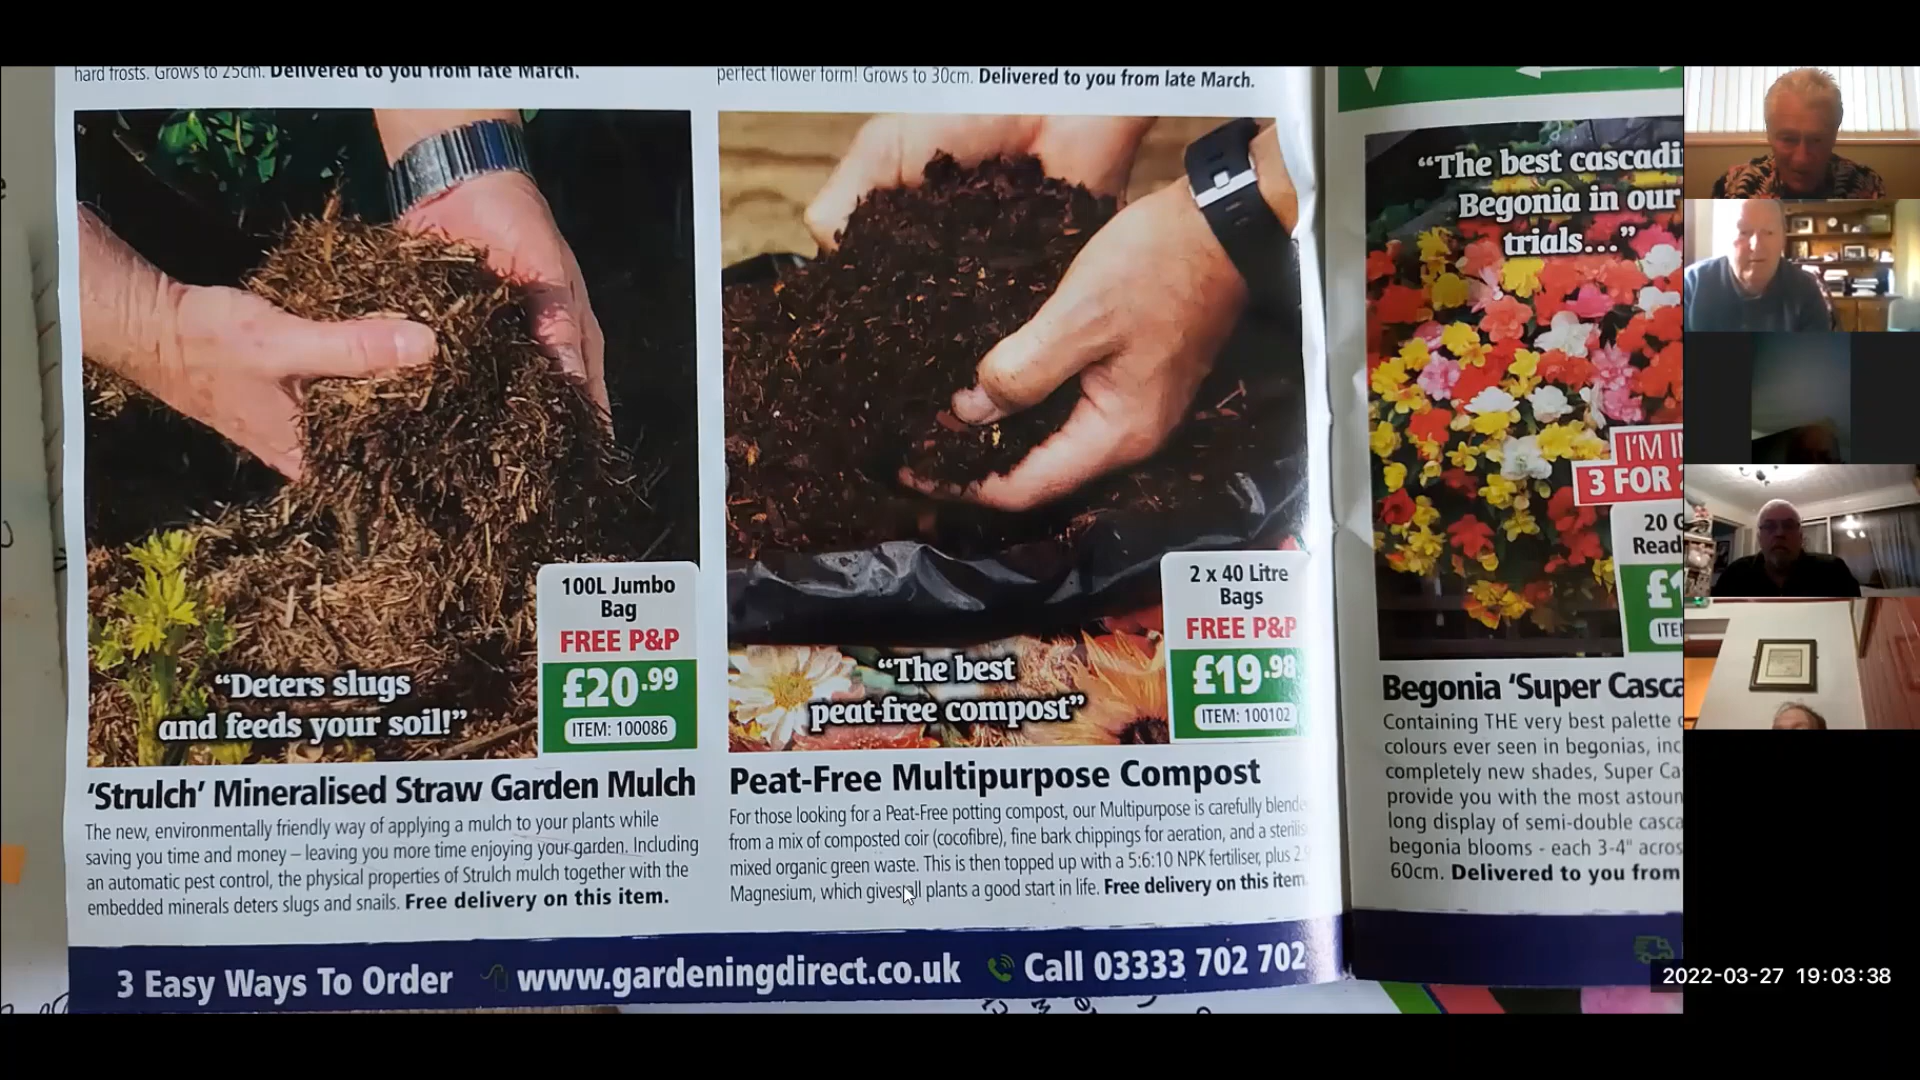 hard frosts. Grows to 25cm. Delivered to you from late March.
perfect flower form! Grows to 30cm. Delivered to you from late March.
100L Jumbo
Bag
FREE P&P
£20.99
ITEM: 100086
“Deters slugs
and feeds your soil!”
‘Strulch’ Mineralised Straw Garden Mulch
The new, environmentally friendly way of applying a mulch to your plants while
saving you time and money – leaving you more time enjoying your garden. Including
an automatic pest control, the physical properties of Strulch mulch together with the
embedded minerals deters slugs and snails. Free delivery on this item.
2 x 40 Litre
Bags
FREE P&P
£19.98
ITEM: 100102
“The best
peat-free compost”
Peat-Free Multipurpose Compost
For those looking for a Peat-Free potting compost, our Multipurpose is carefully
from a mix of composted coir (cocofibre), fine bark chippings for aeration, and a
mixed organic green waste. This is then topped up with a 5:6:10 NPK fertiliser, plus
Magnesium, which gives all plants a good start in life. Free delivery on this item.
“The best cascadi
Begonia in our
trials...”
I'M I
3 FOR
20
Read
£1
ITE
Begonia ‘Super Casca
Containing THE very best palette
colours ever seen in begonias, inc
completely new shades, Super Ca
provide you with the most astoun
long display of semi-double casca
begonia blooms - each 3-4" acros
60cm. Delivered to you from
3 Easy Ways To Order www.gardeningdirect.co.uk Call 03333 702 702
2022-03-27 19:03:38